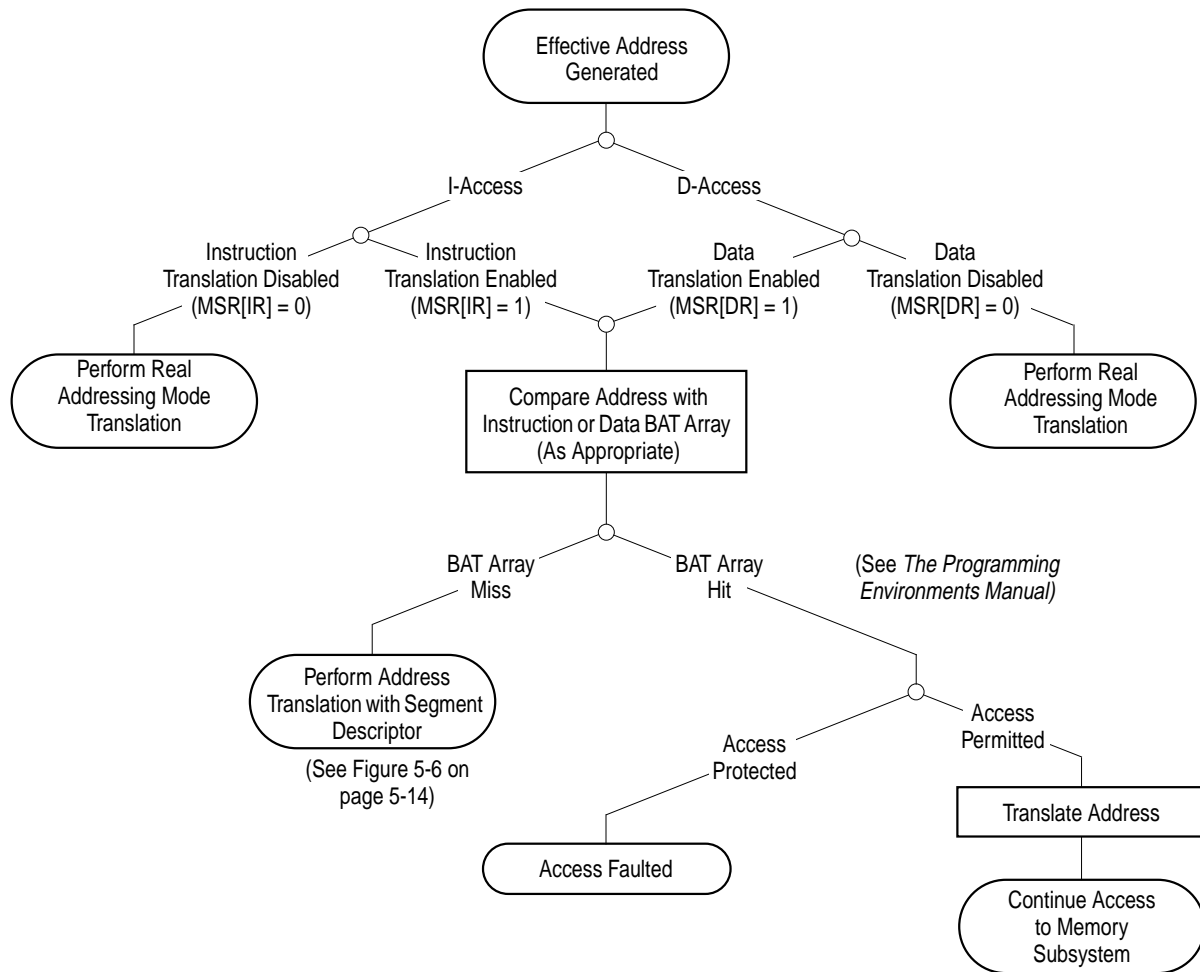 Effective Address
Generated
I-Access
D-Access
Instruction
Translation Disabled
(MSR[IR] = 0)
Instruction
Translation Enabled
(MSR[IR] = 1)
Data
Translation Enabled
(MSR[DR] = 1)
Data
Translation Disabled
(MSR[DR] = 0)
Perform Real
Addressing Mode
Translation
Compare Address with
Instruction or Data BAT Array
(As Appropriate)
Perform Real
Addressing Mode
Translation
BAT Array
Miss
BAT Array
Hit
(See The Programming
Environments Manual)
Perform Address
Translation with Segment
Descriptor
(See Figure 5-6 on
page 5-14)
Access
Protected
Access
Permitted
Access Faulted
Translate Address
Continue Access
to Memory
Subsystem